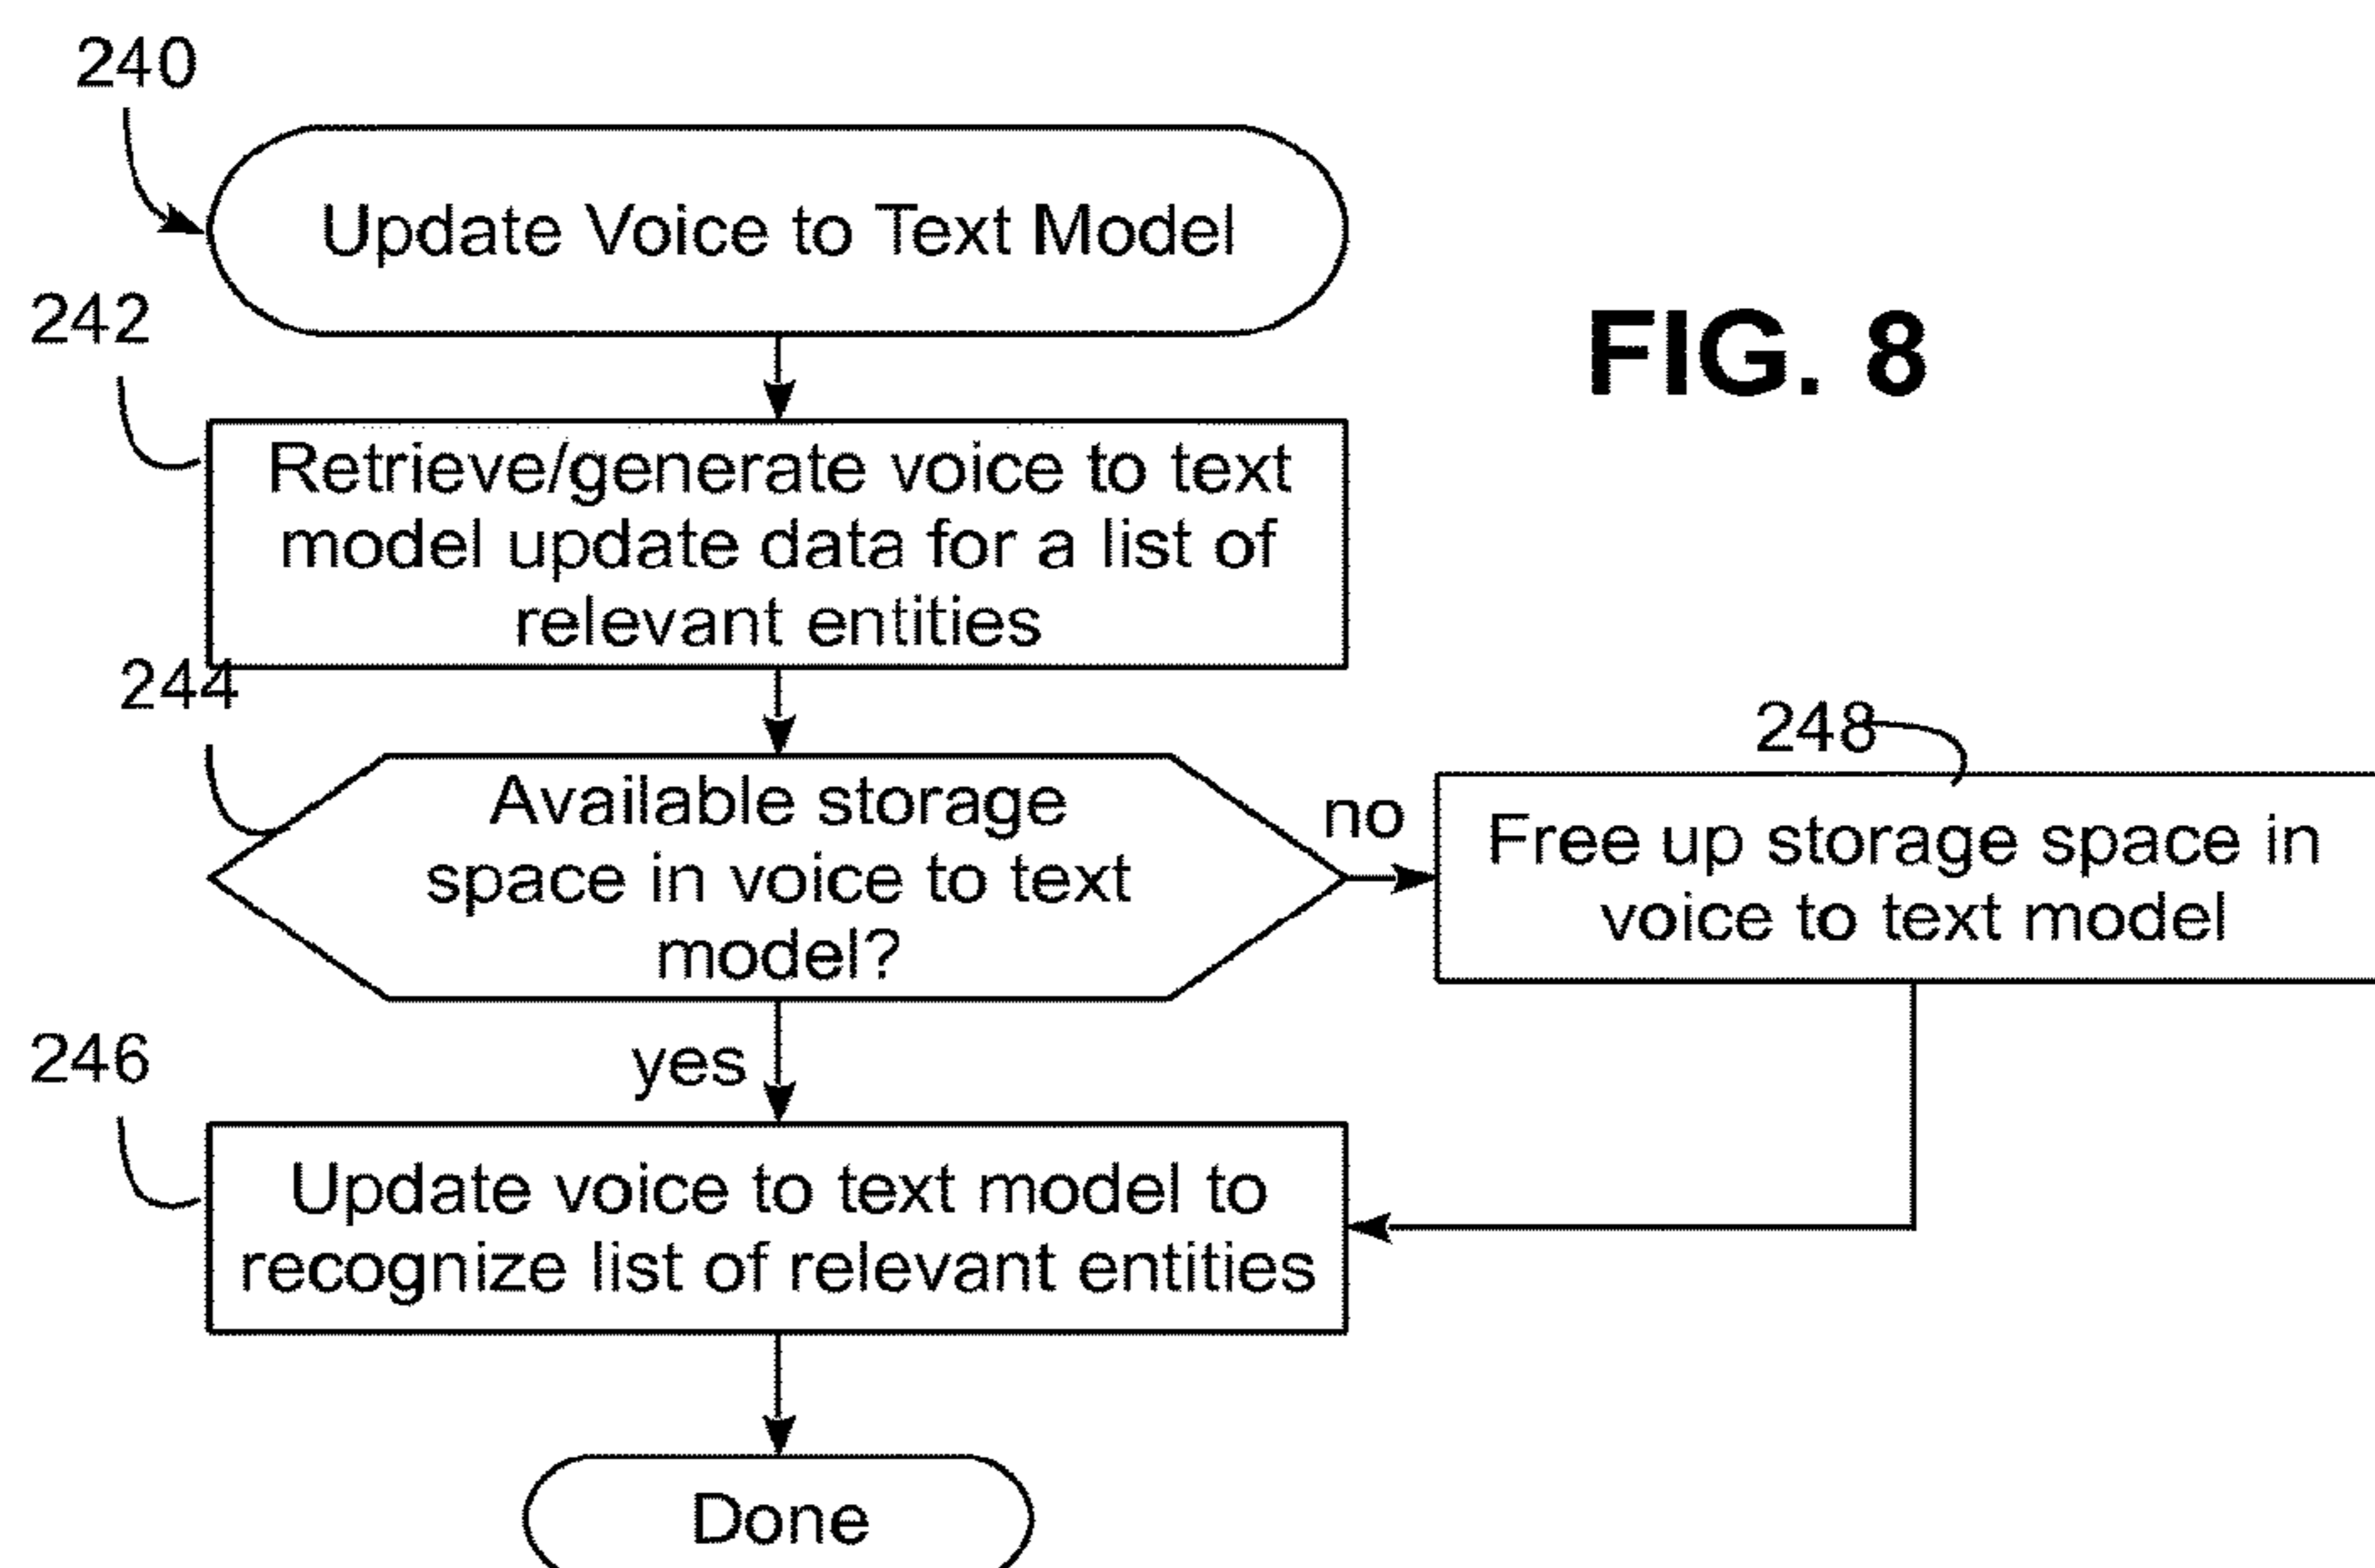 240
Update Voice to Text Model
242
FIG. 8
Retrieve/generate voice to text
model update data for a list of
relevant entities
244
248
Available storage
space in voice to text
model?
no
Free up storage space in
voice to text model
yes
246
Update voice to text model to
recognize list of relevant entities
Done